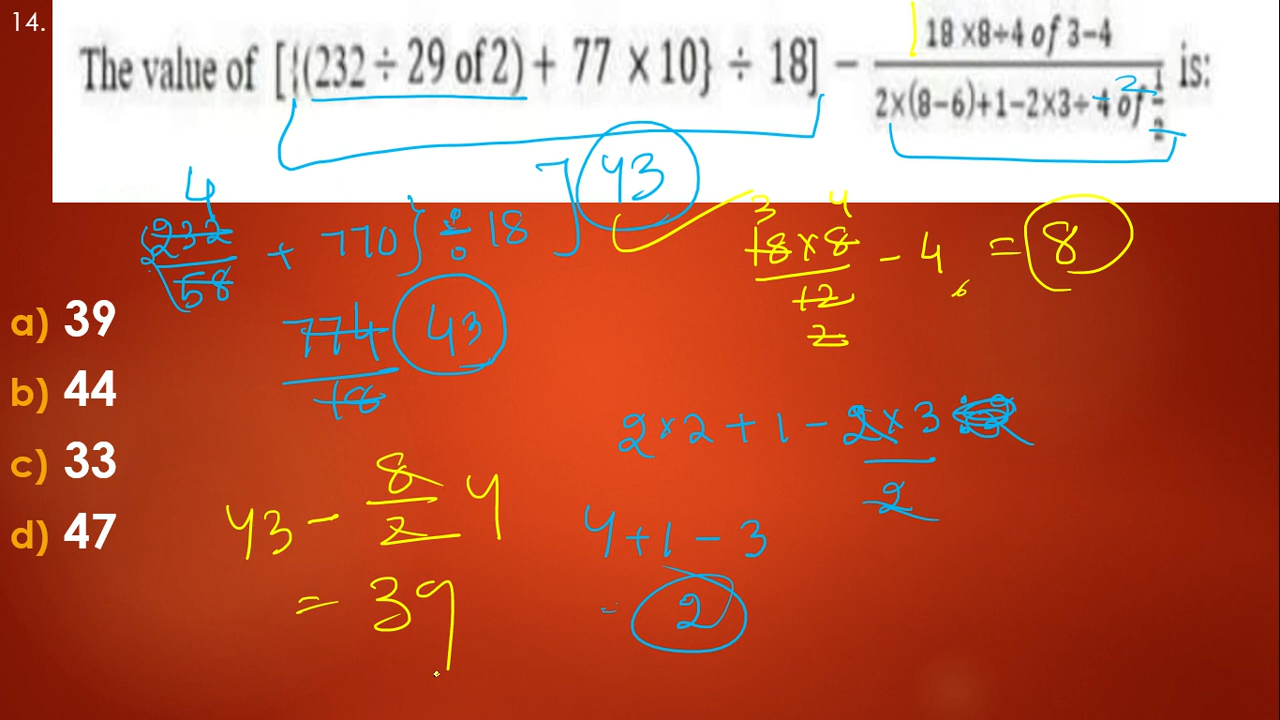 14.
The value of [{(232 ÷ 29 of 2) + 77 × 10} ÷ 18] − (18×8÷4 of 3−4)/(2×(8−6)+1−2×3÷4 of 1/2) is:
2
43
4
232/58 + 770} ÷ 18]
3 4
18×8/12 − 4 = 8
2
774/18 43
a) 39
b) 44
c) 33
d) 47
2×2+1−2×3/2
43 − 8/2 4
4+1−3
= 39
= 2